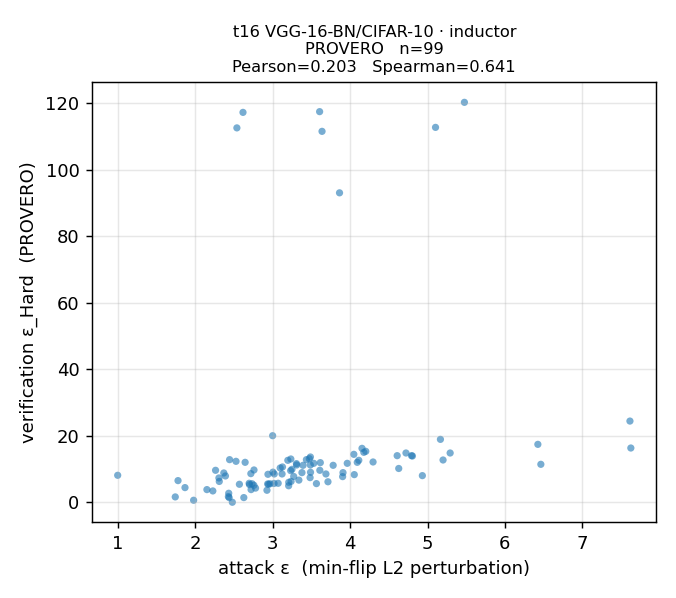 t16 VGG-16-BN/CIFAR-10 · inductor
PROVERO n=99
Pearson=0.203 Spearman=0.641
120
100
80
60
40
20
0
verification ε_Hard (PROVERO)
1 2 3 4 5 6 7
attack ε (min-flip L2 perturbation)